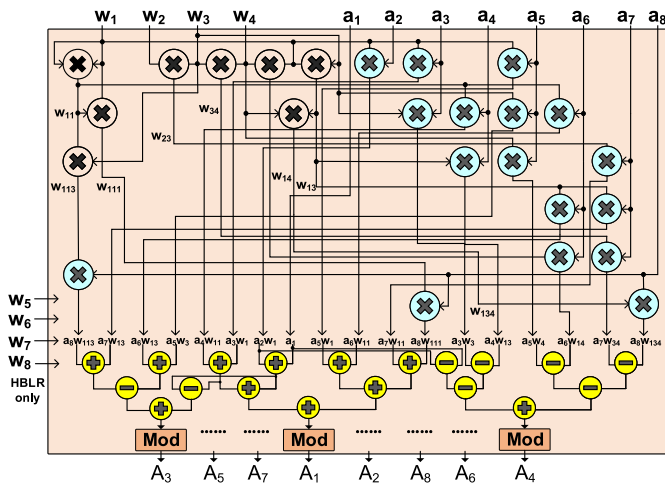 w1 w2 w3 w4 a1 a2 a3 a4 a5 a6 a7 a8
w11
w34
w23
w14
w13
w113
w111
w134
w5
w6
w7
w8
HBLR only
a8w113 a7w13 a6w13 a5w3 a4w11 a3w1 a2w1 a1 a5w1 a6w11 a7w11 a8w111 a3w3 a4w13 a5w4 a6w14 a7w34 a8w134
Mod ...... ...... Mod ...... ...... ...... Mod
A3 A5 A7 A1 A2 A8 A6 A4